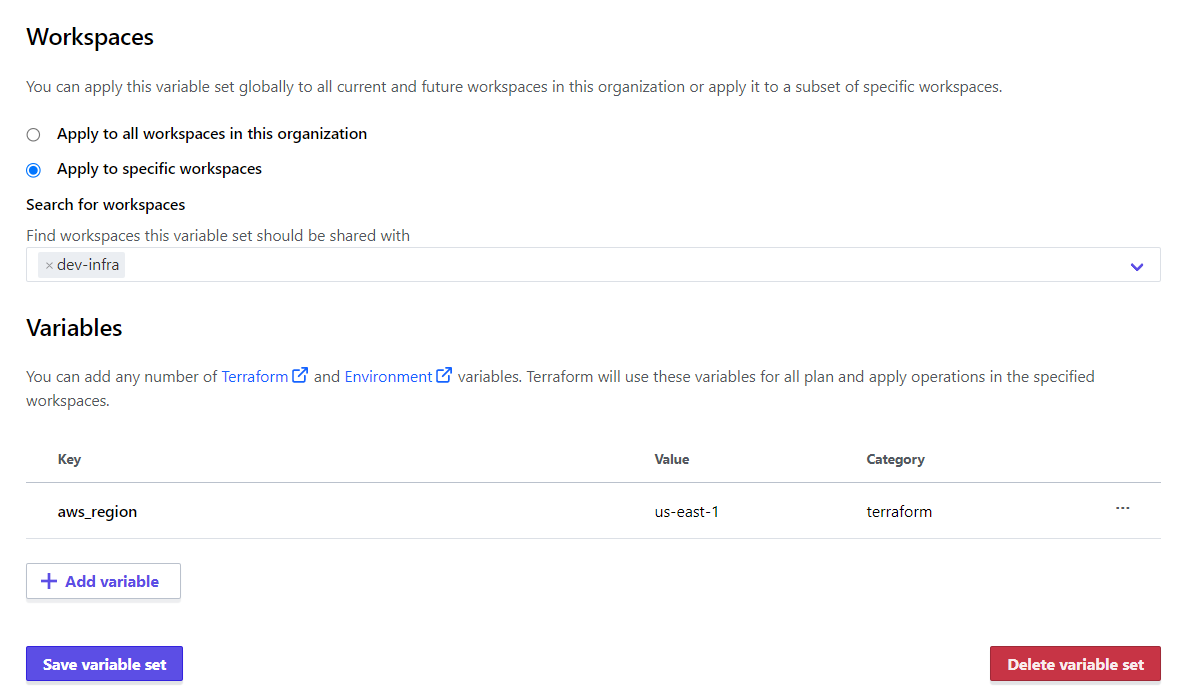 Workspaces
You can apply this variable set globally to all current and future workspaces in this organization or apply it to a subset of specific workspaces.
Apply to all workspaces in this organization
Apply to specific workspaces
Search for workspaces
Find workspaces this variable set should be shared with
× dev-infra
Variables
You can add any number of Terraform and Environment variables. Terraform will use these variables for all plan and apply operations in the specified
workspaces.
Key Value Category
aws_region us-east-1 terraform ...
+ Add variable
Save variable set Delete variable set